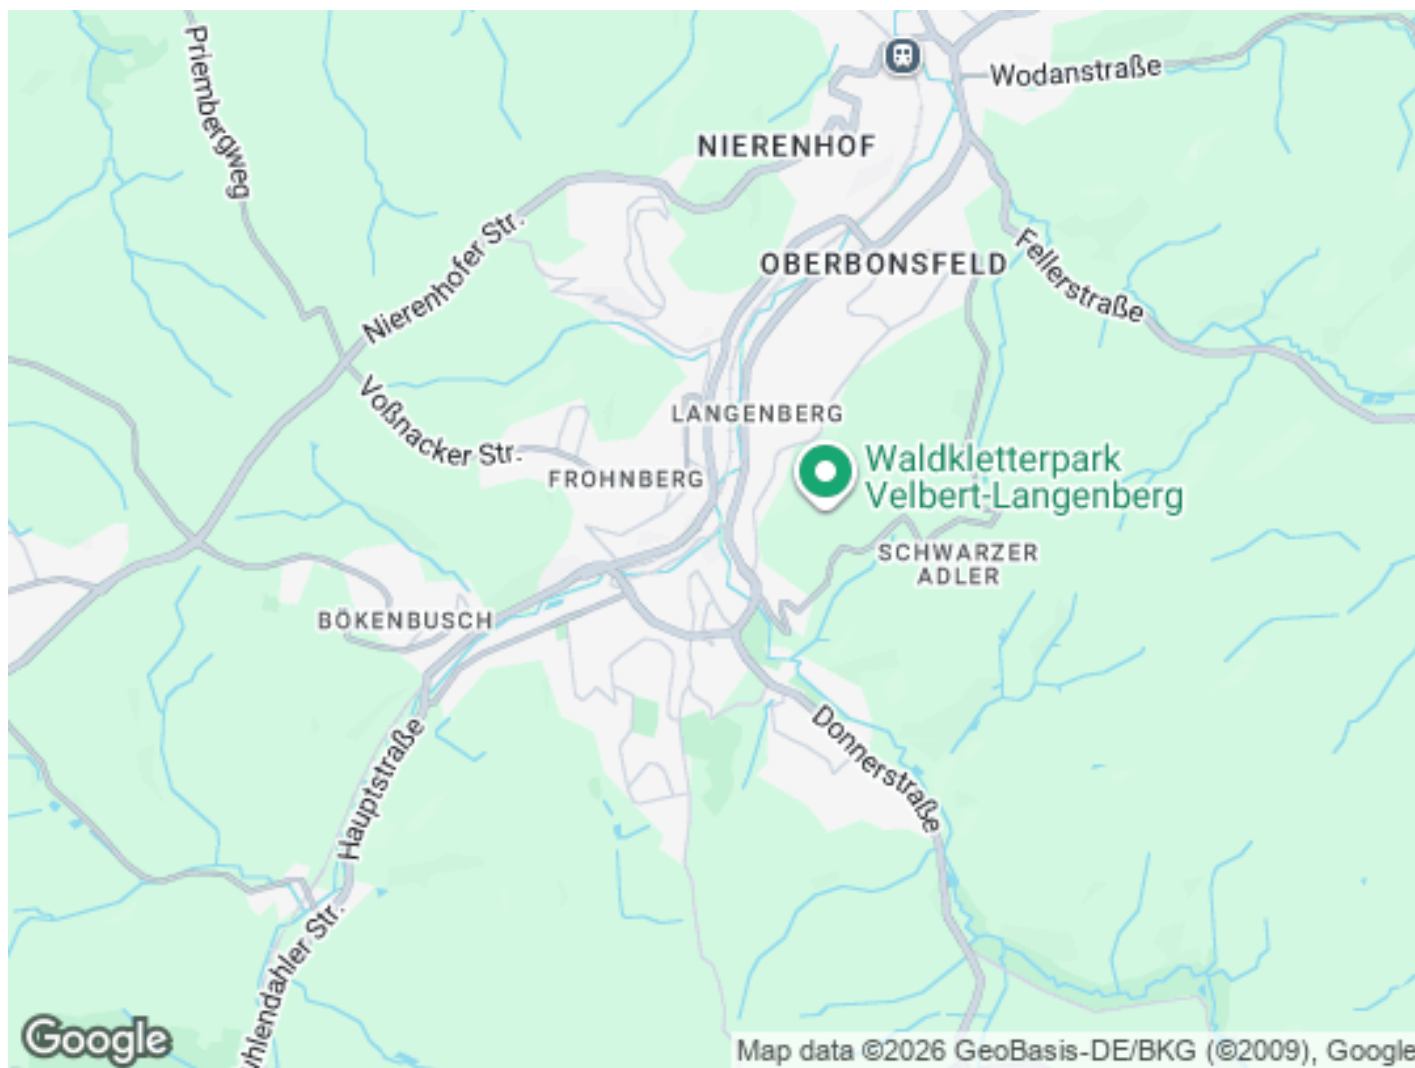 Priembergweg
Wodanstraße
NIERENHOF
Nierenhofer Str.
OBERBONSFELD
Fellerstraße
Voßnacker Str.
LANGENBERG
FROHNBERG
Waldkletterpark
Velbert-Langenberg
SCHWARZER
ADLER
BÖKENBUSCH
Donnerstraße
Hauptstraße
Str.
Google
Map data ©2026 GeoBasis-DE/BKG (©2009), Google